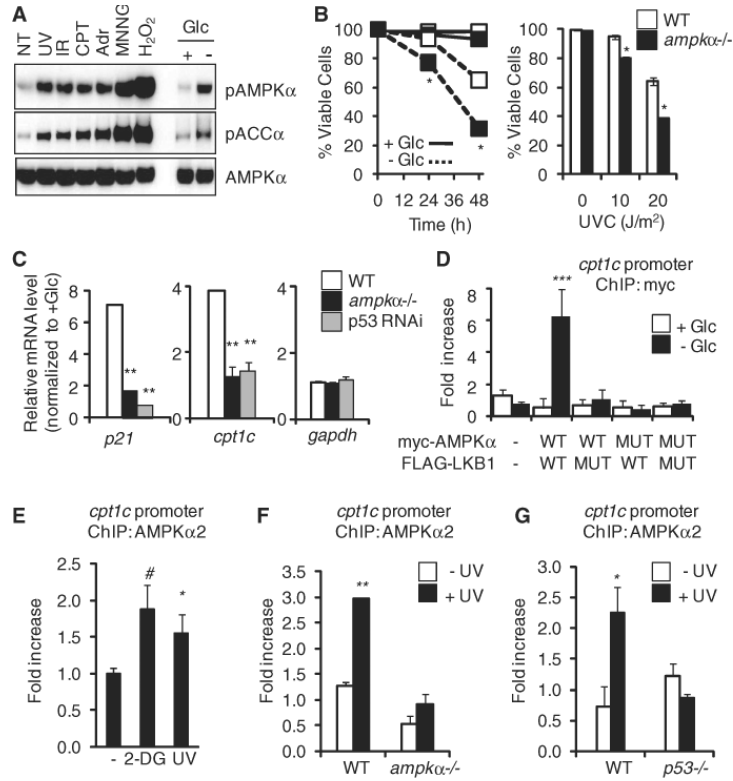 A
NT
UV
IR
CPT
Adr
MNNG
H₂O₂
Glc
+ -
pAMPKα
pACCα
AMPKα
B
% Viable Cells
100
80
60
40
20
0
+ Glc
- Glc
0 12 24 36 48
Time (h)
*
*
WT
ampkα-/-
% Viable Cells
100
80
60
40
20
0
*
*
0 10 20
UVC (J/m²)
C
Relative mRNA level
(normalized to +Glc)
8
6
4
2
0
**
**
p21
4
2
0
** **
cpt1c
4
2
0
gapdh
WT
ampkα-/-
p53 RNAi
D
cpt1c promoter
ChIP: myc
Fold increase
8
6
4
2
0
***
+ Glc
- Glc
myc-AMPKα - WT WT MUT MUT
FLAG-LKB1 - WT MUT WT MUT
E
cpt1c promoter
ChIP: AMPKα2
Fold increase
2.5
2.0
1.5
1.0
0.5
0.0
#
*
- 2-DG UV
F
cpt1c promoter
ChIP: AMPKα2
Fold increase
3.5
3.0
2.5
2.0
1.5
1.0
0.5
0.0
**
- UV
+ UV
WT ampkα-/-
G
cpt1c promoter
ChIP: AMPKα2
Fold increase
3.0
2.5
2.0
1.5
1.0
0.5
0.0
*
- UV
+ UV
WT p53-/-